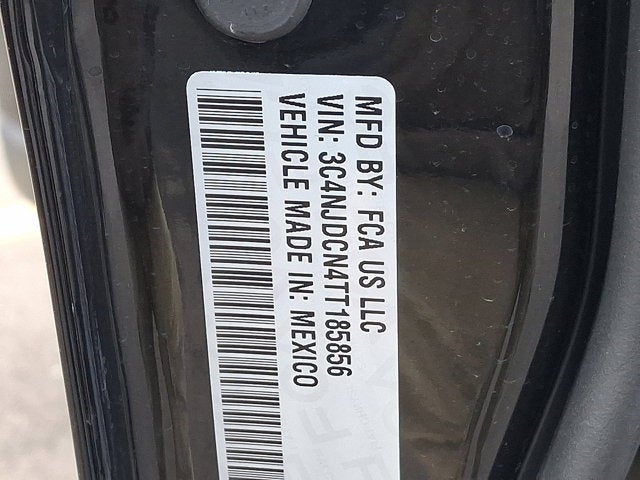 MFD BY: FCA US LLC
VIN: 3C4NJDCN4TT185856
VEHICLE MADE IN: MEXICO